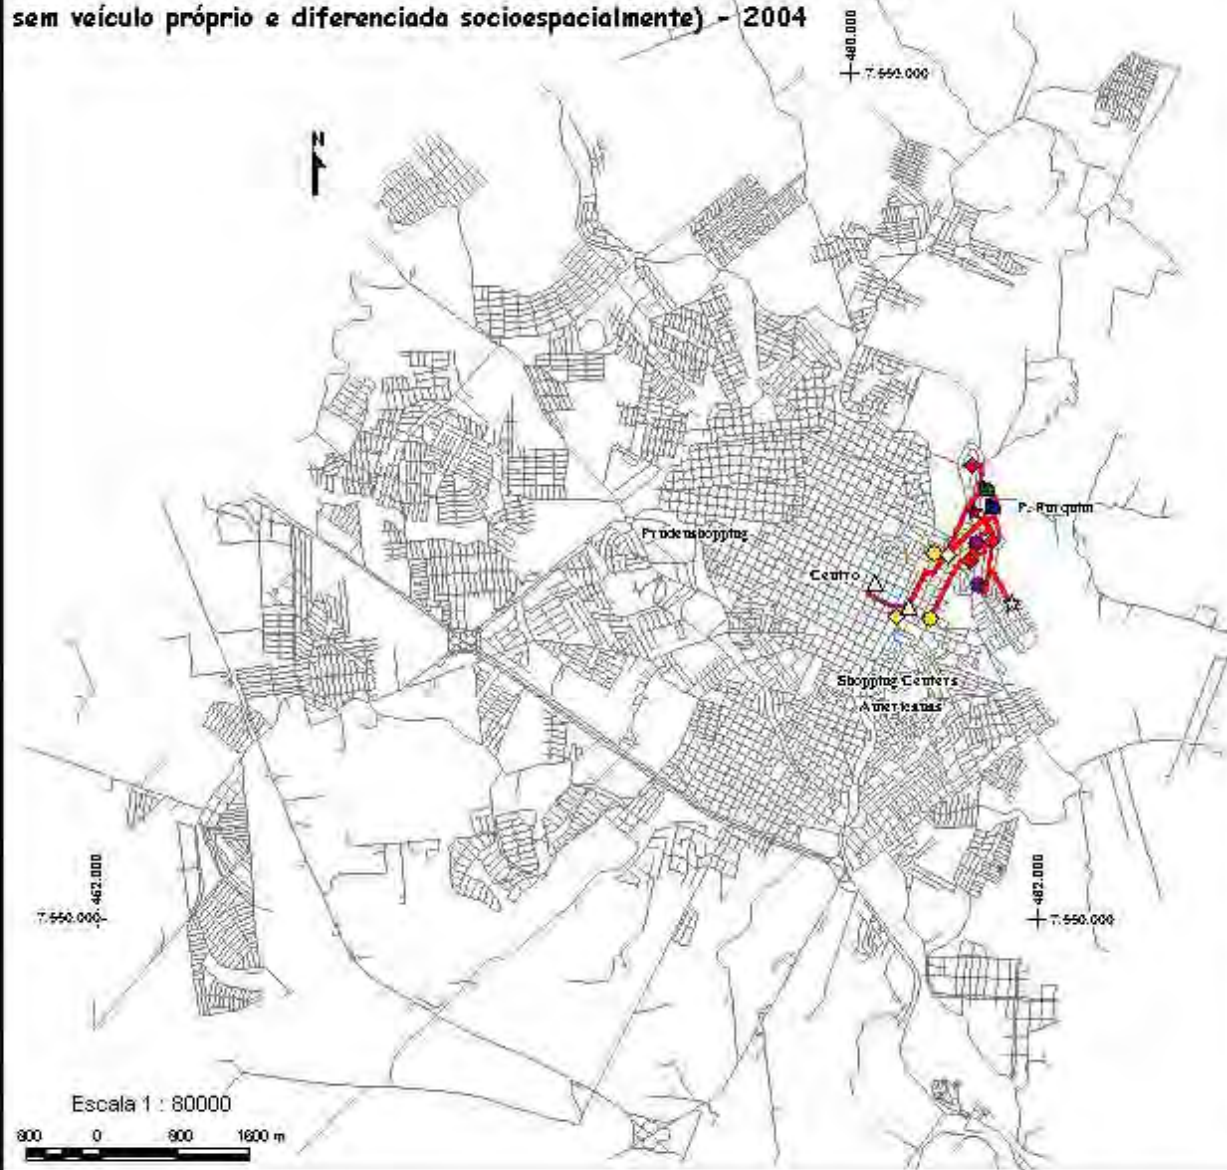 sem veículo próprio e diferenciada socioespacialmente) - 2004
480.000
7.553.000
N
P. Furquim
Prudenshopping
Centro
Shopping Centers
Americanas
462.000
7.550.000
482.000
7.550.000
Escala 1 : 80000
800 0 800 1600 m